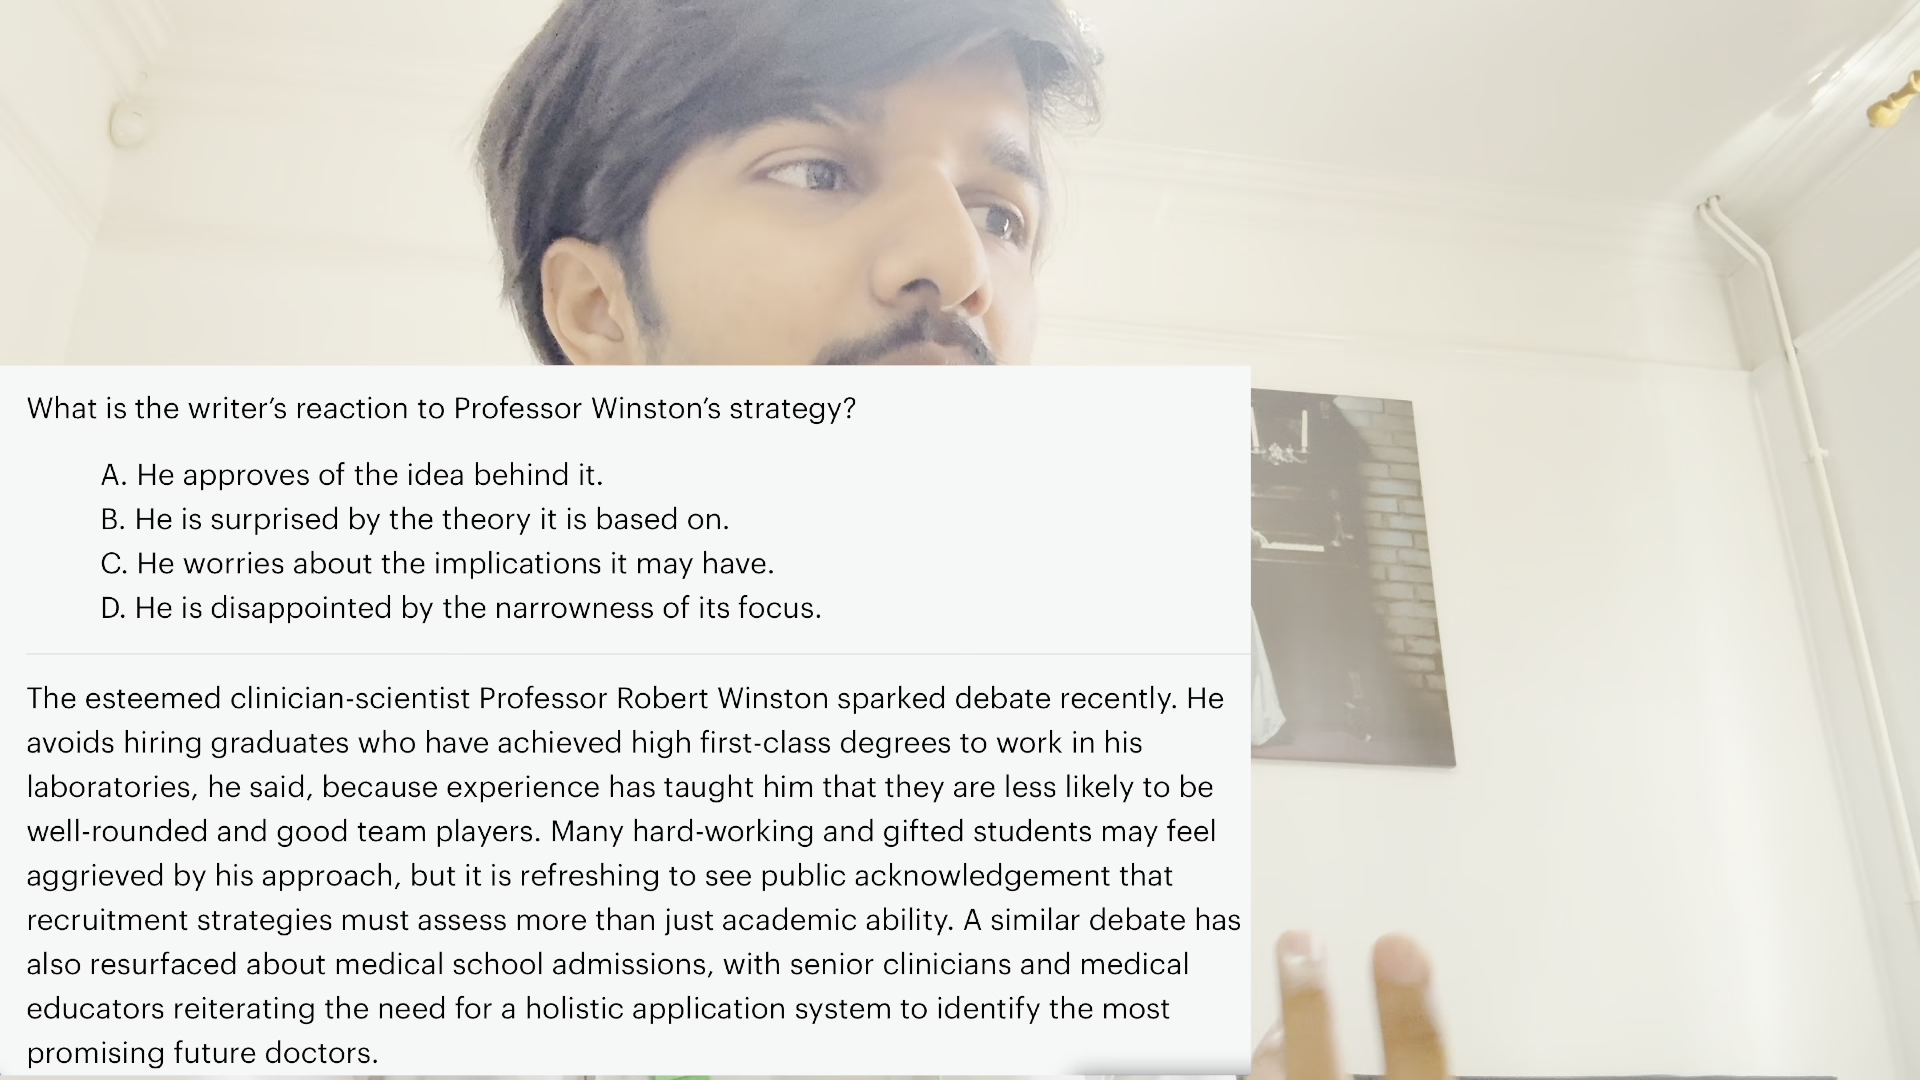 What is the writer’s reaction to Professor Winston’s strategy?
A. He approves of the idea behind it.
B. He is surprised by the theory it is based on.
C. He worries about the implications it may have.
D. He is disappointed by the narrowness of its focus.
The esteemed clinician-scientist Professor Robert Winston sparked debate recently. He
avoids hiring graduates who have achieved high first-class degrees to work in his
laboratories, he said, because experience has taught him that they are less likely to be
well-rounded and good team players. Many hard-working and gifted students may feel
aggrieved by his approach, but it is refreshing to see public acknowledgement that
recruitment strategies must assess more than just academic ability. A similar debate has
also resurfaced about medical school admissions, with senior clinicians and medical
educators reiterating the need for a holistic application system to identify the most
promising future doctors.